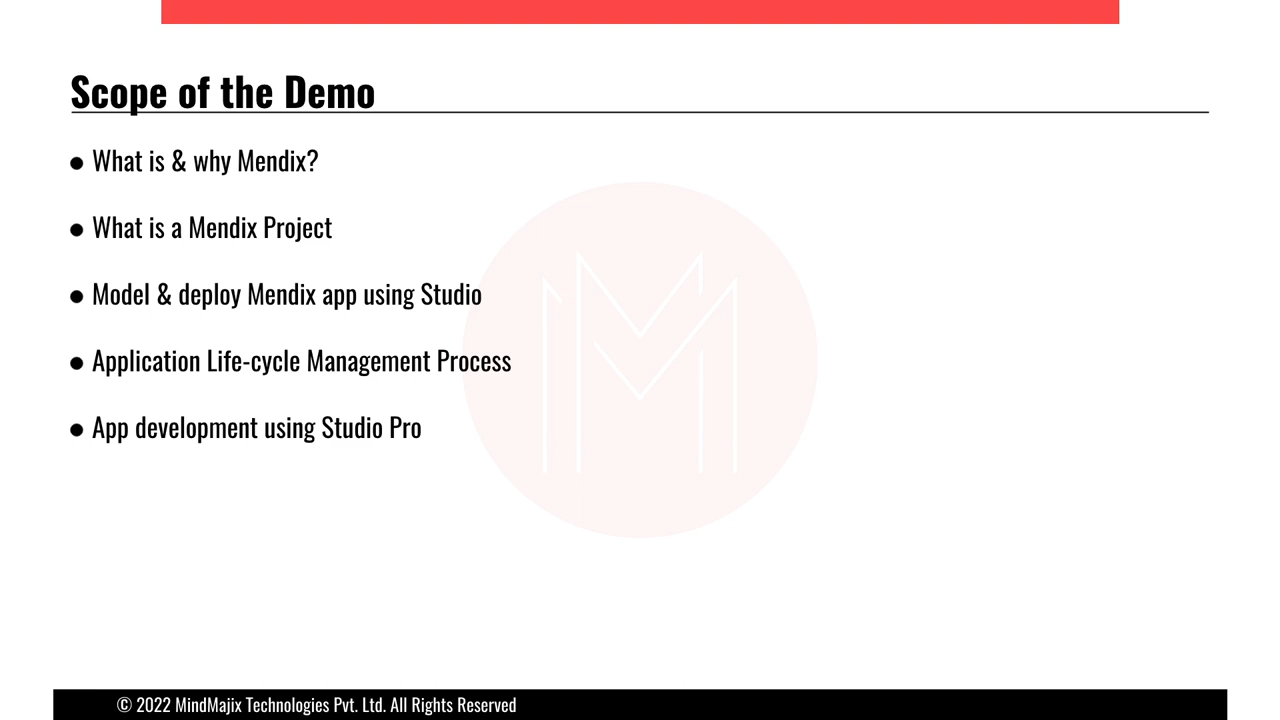 Scope of the Demo
● What is & why Mendix?
● What is a Mendix Project
● Model & deploy Mendix app using Studio
● Application Life-cycle Management Process
● App development using Studio Pro
© 2022 MindMajix Technologies Pvt. Ltd. All Rights Reserved